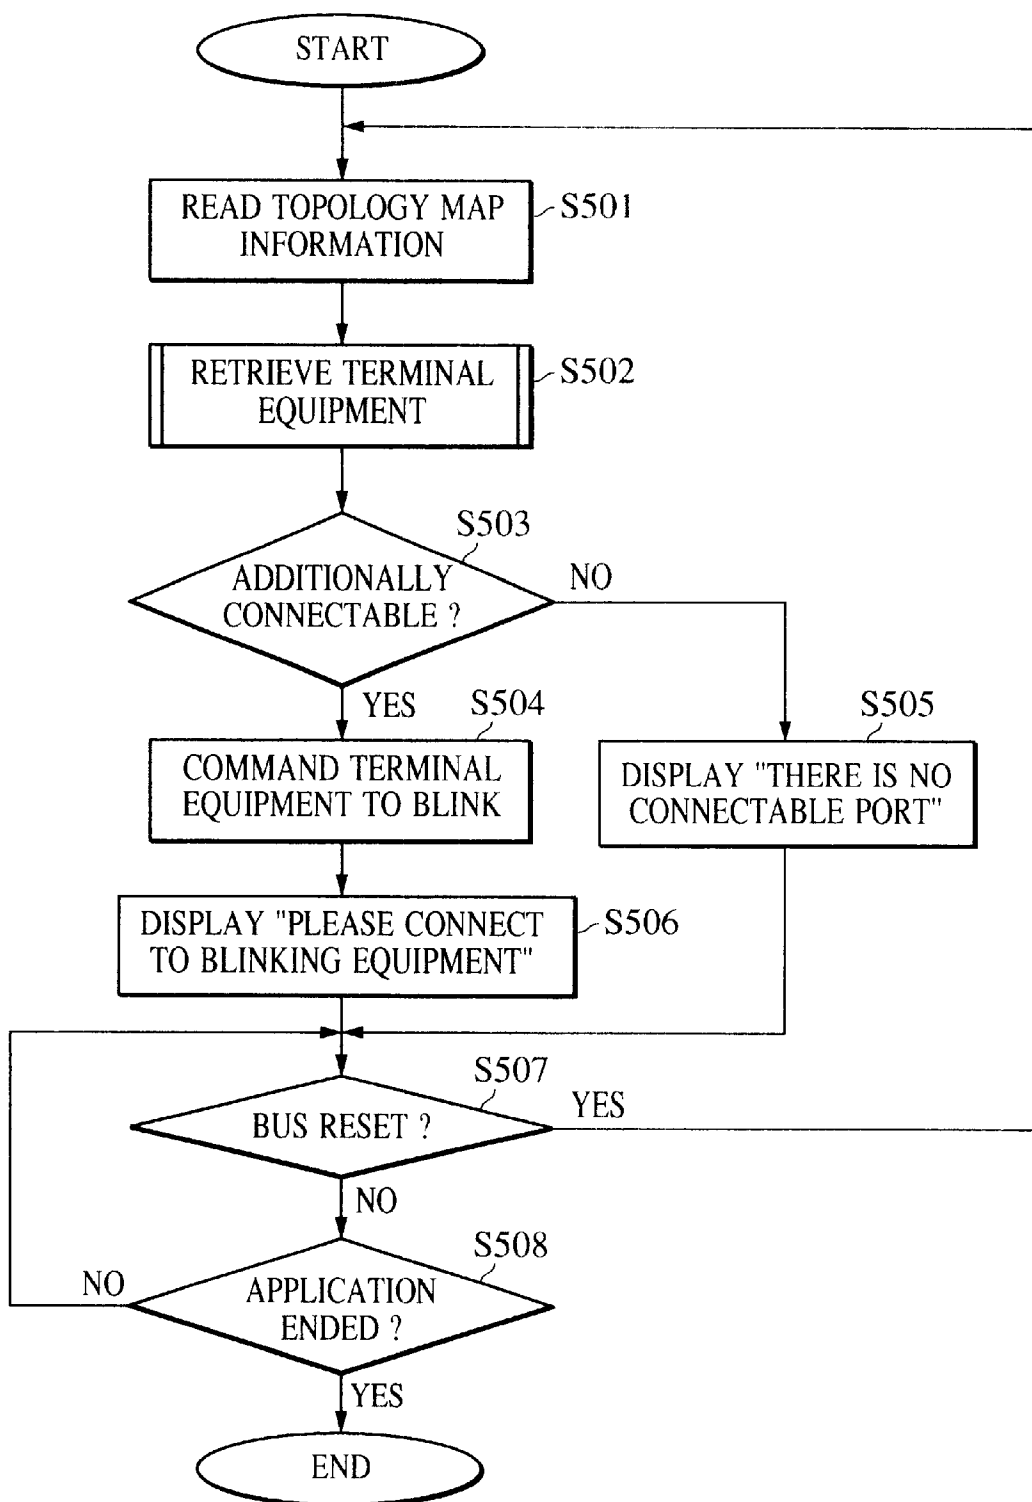 START
READ TOPOLOGY MAP
INFORMATION
S501
RETRIEVE TERMINAL
EQUIPMENT
S502
S503
ADDITIONALLY
CONNECTABLE ?
NO
YES
S504
COMMAND TERMINAL
EQUIPMENT TO BLINK
S505
DISPLAY "THERE IS NO
CONNECTABLE PORT"
DISPLAY "PLEASE CONNECT
TO BLINKING EQUIPMENT"
S506
S507
BUS RESET ?
YES
NO
S508
APPLICATION
ENDED ?
NO
YES
END